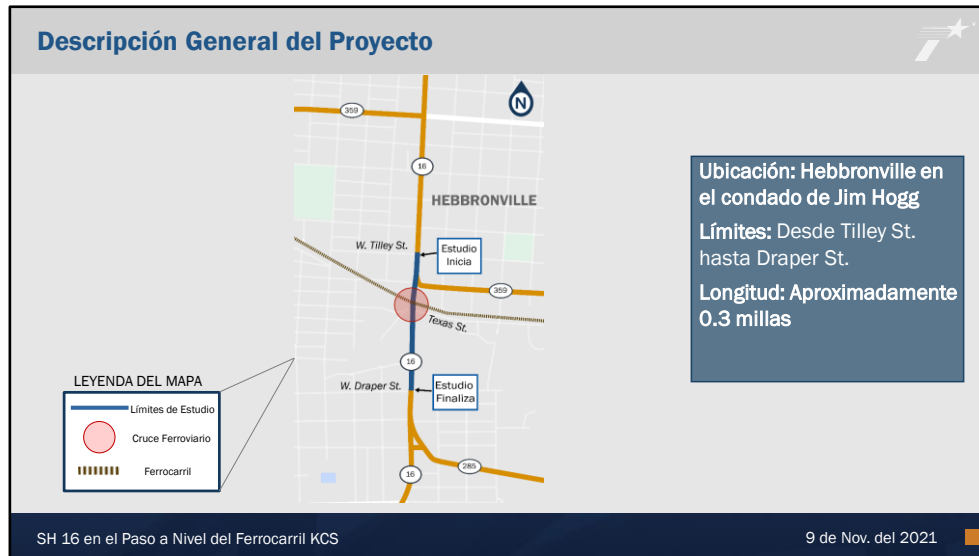 Descripción General del Proyecto
N
359
16
HEBBRONVILLE
W. Tilley St.
Estudio
Inicia
359
Texas St.
16
W. Draper St.
Estudio
Finaliza
285
16
LEYENDA DEL MAPA
Límites de Estudio
Cruce Ferroviario
Ferrocarril
Ubicación: Hebbronville en
el condado de Jim Hogg
Límites: Desde Tilley St.
hasta Draper St.
Longitud: Aproximadamente
0.3 millas
SH 16 en el Paso a Nivel del Ferrocarril KCS
9 de Nov. del 2021